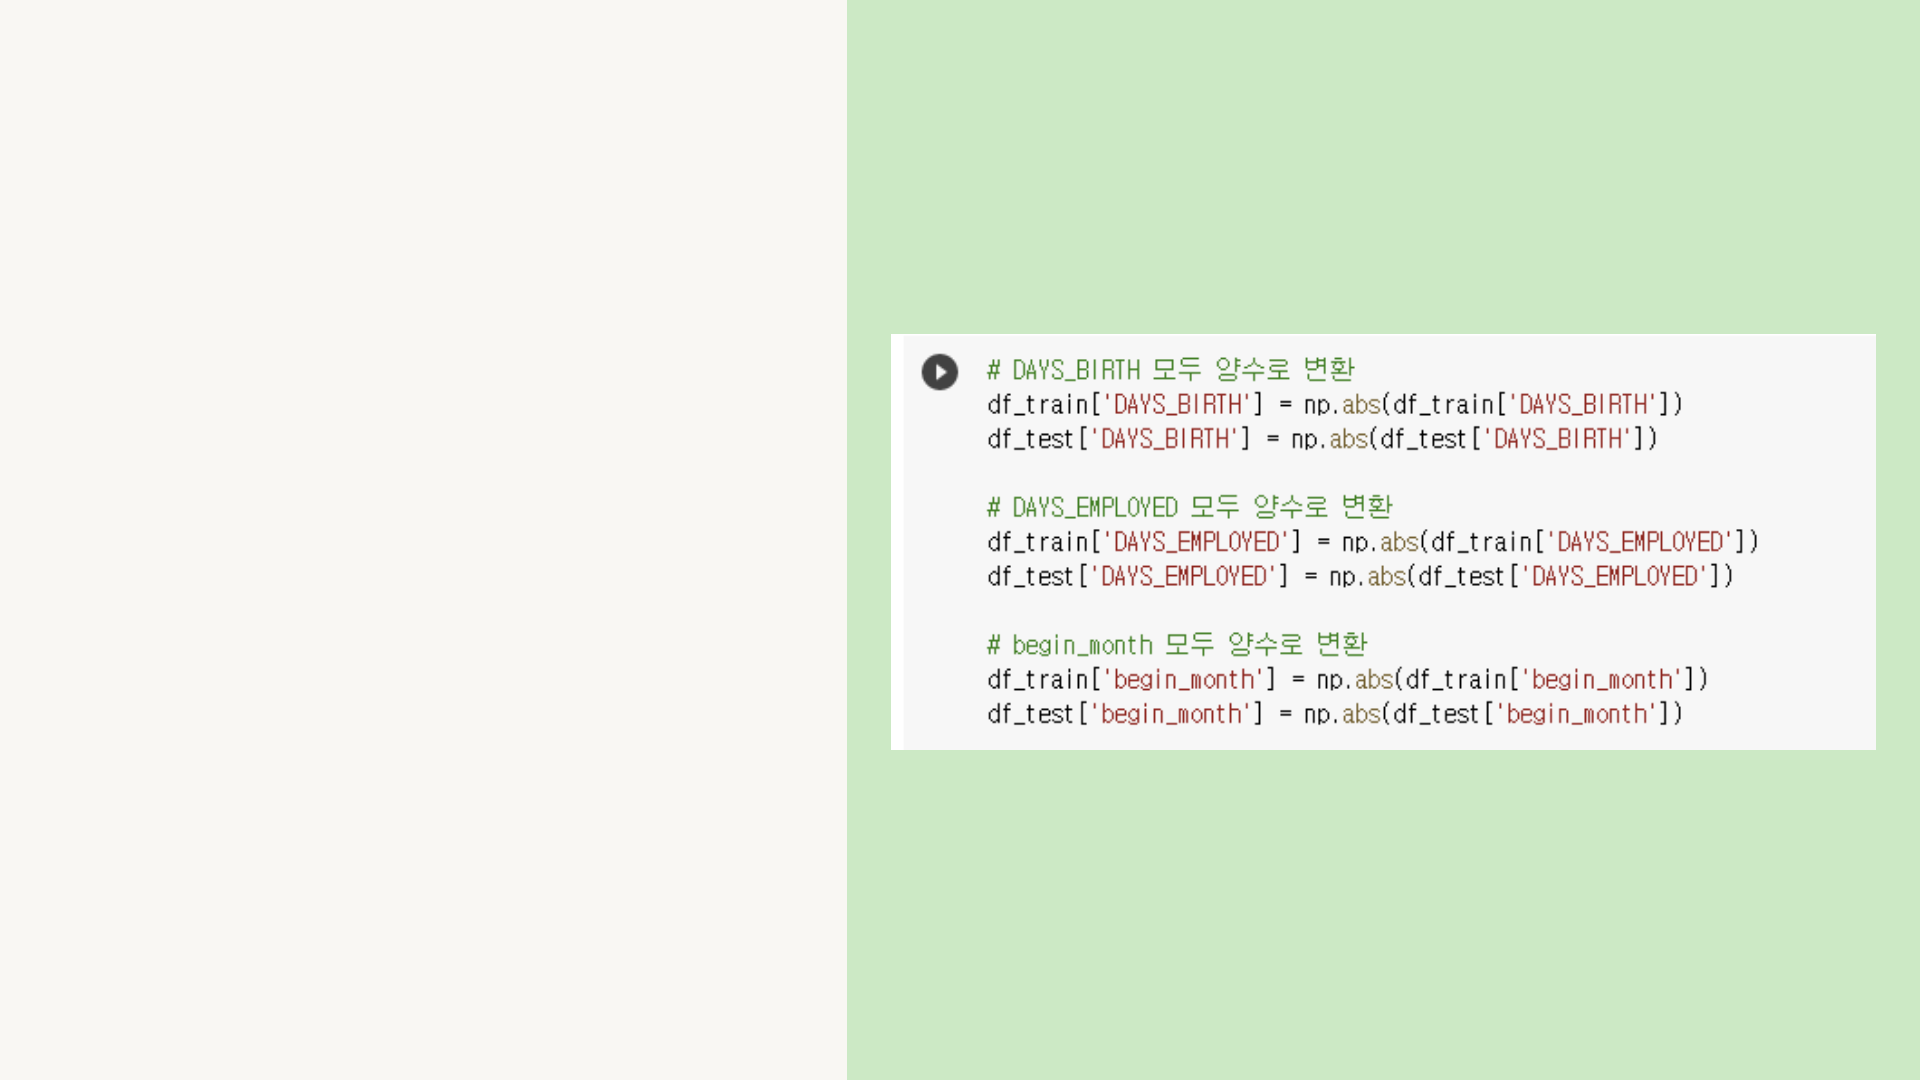 # DAYS_BIRTH 모두 양수로 변환
df_train['DAYS_BIRTH'] = np.abs(df_train['DAYS_BIRTH'])
df_test['DAYS_BIRTH'] = np.abs(df_test['DAYS_BIRTH'])
# DAYS_EMPLOYED 모두 양수로 변환
df_train['DAYS_EMPLOYED'] = np.abs(df_train['DAYS_EMPLOYED'])
df_test['DAYS_EMPLOYED'] = np.abs(df_test['DAYS_EMPLOYED'])
# begin_month 모두 양수로 변환
df_train['begin_month'] = np.abs(df_train['begin_month'])
df_test['begin_month'] = np.abs(df_test['begin_month'])